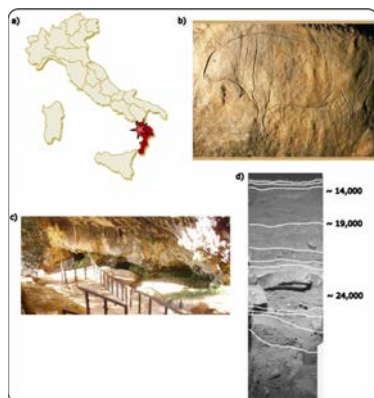 a)
b)
c)
d)
~ 14,000
~ 19,000
~ 24,000